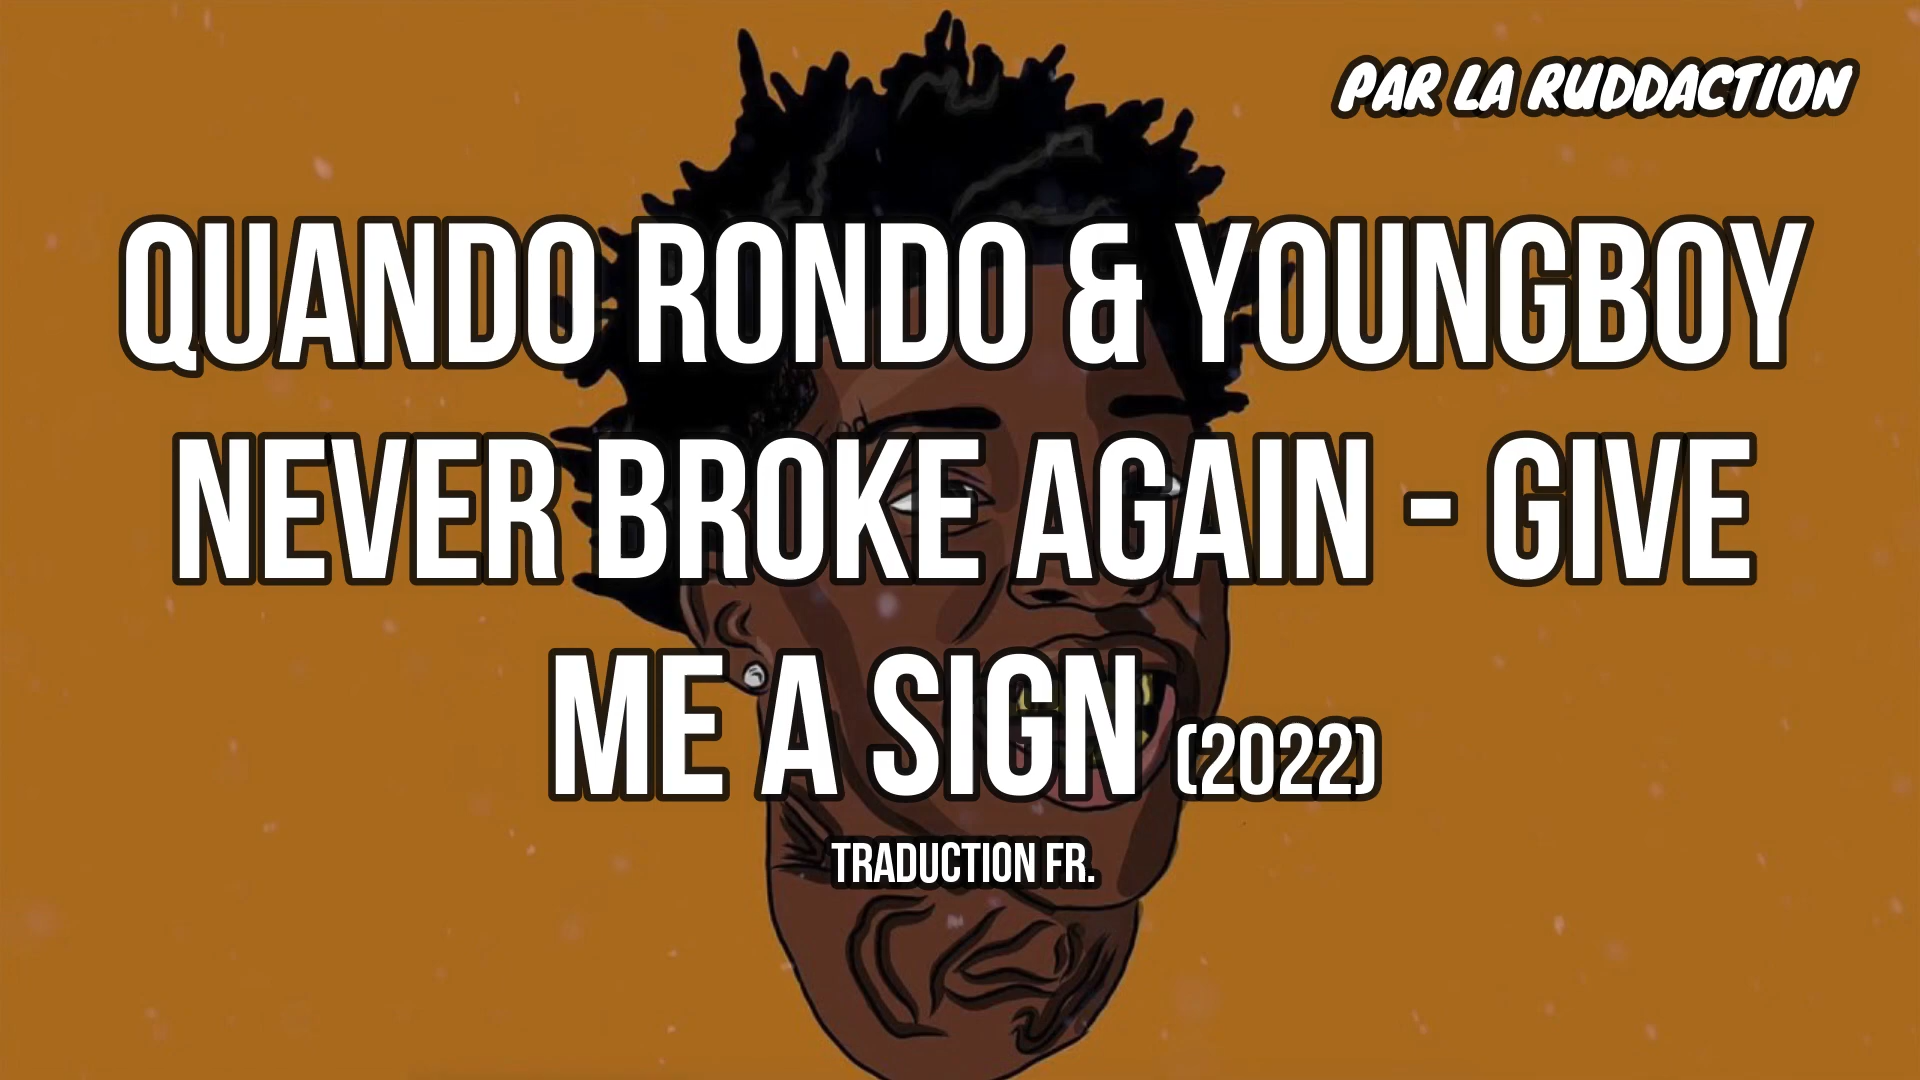 PAR LA RUDDACTION
QUANDO RONDO & YOUNGBOY
NEVER BROKE AGAIN - GIVE
ME A SIGN (2022)
TRADUCTION FR.